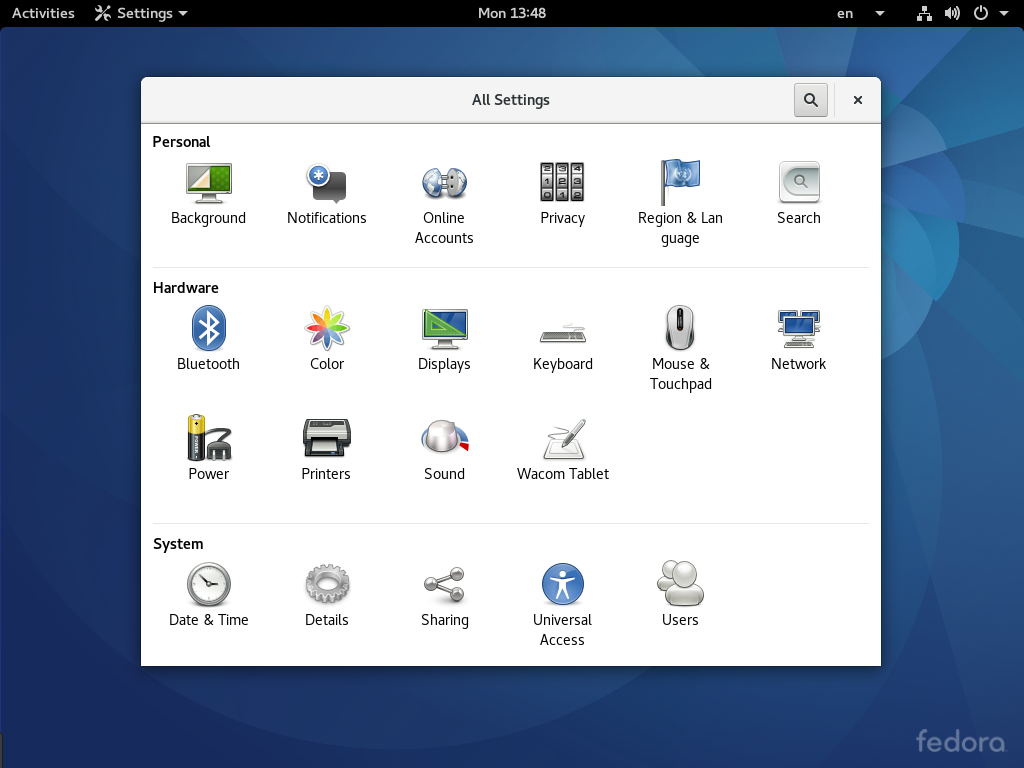 Activities Settings Mon 13:48 en
All Settings
Personal
Background Notifications Online Accounts Privacy Region & Lan guage Search
Hardware
Bluetooth Color Displays Keyboard Mouse & Touchpad Network
Power Printers Sound Wacom Tablet
System
Date & Time Details Sharing Universal Access Users
fedora